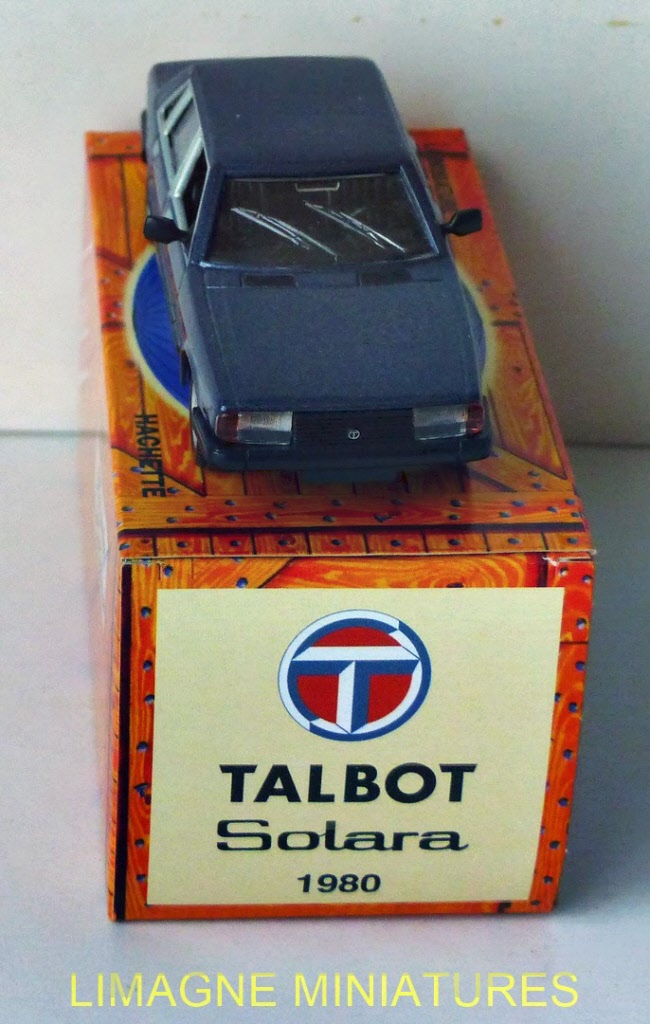 HACHETTE
TALBOT
Solara
1980
LIMAGNE MINIATURES